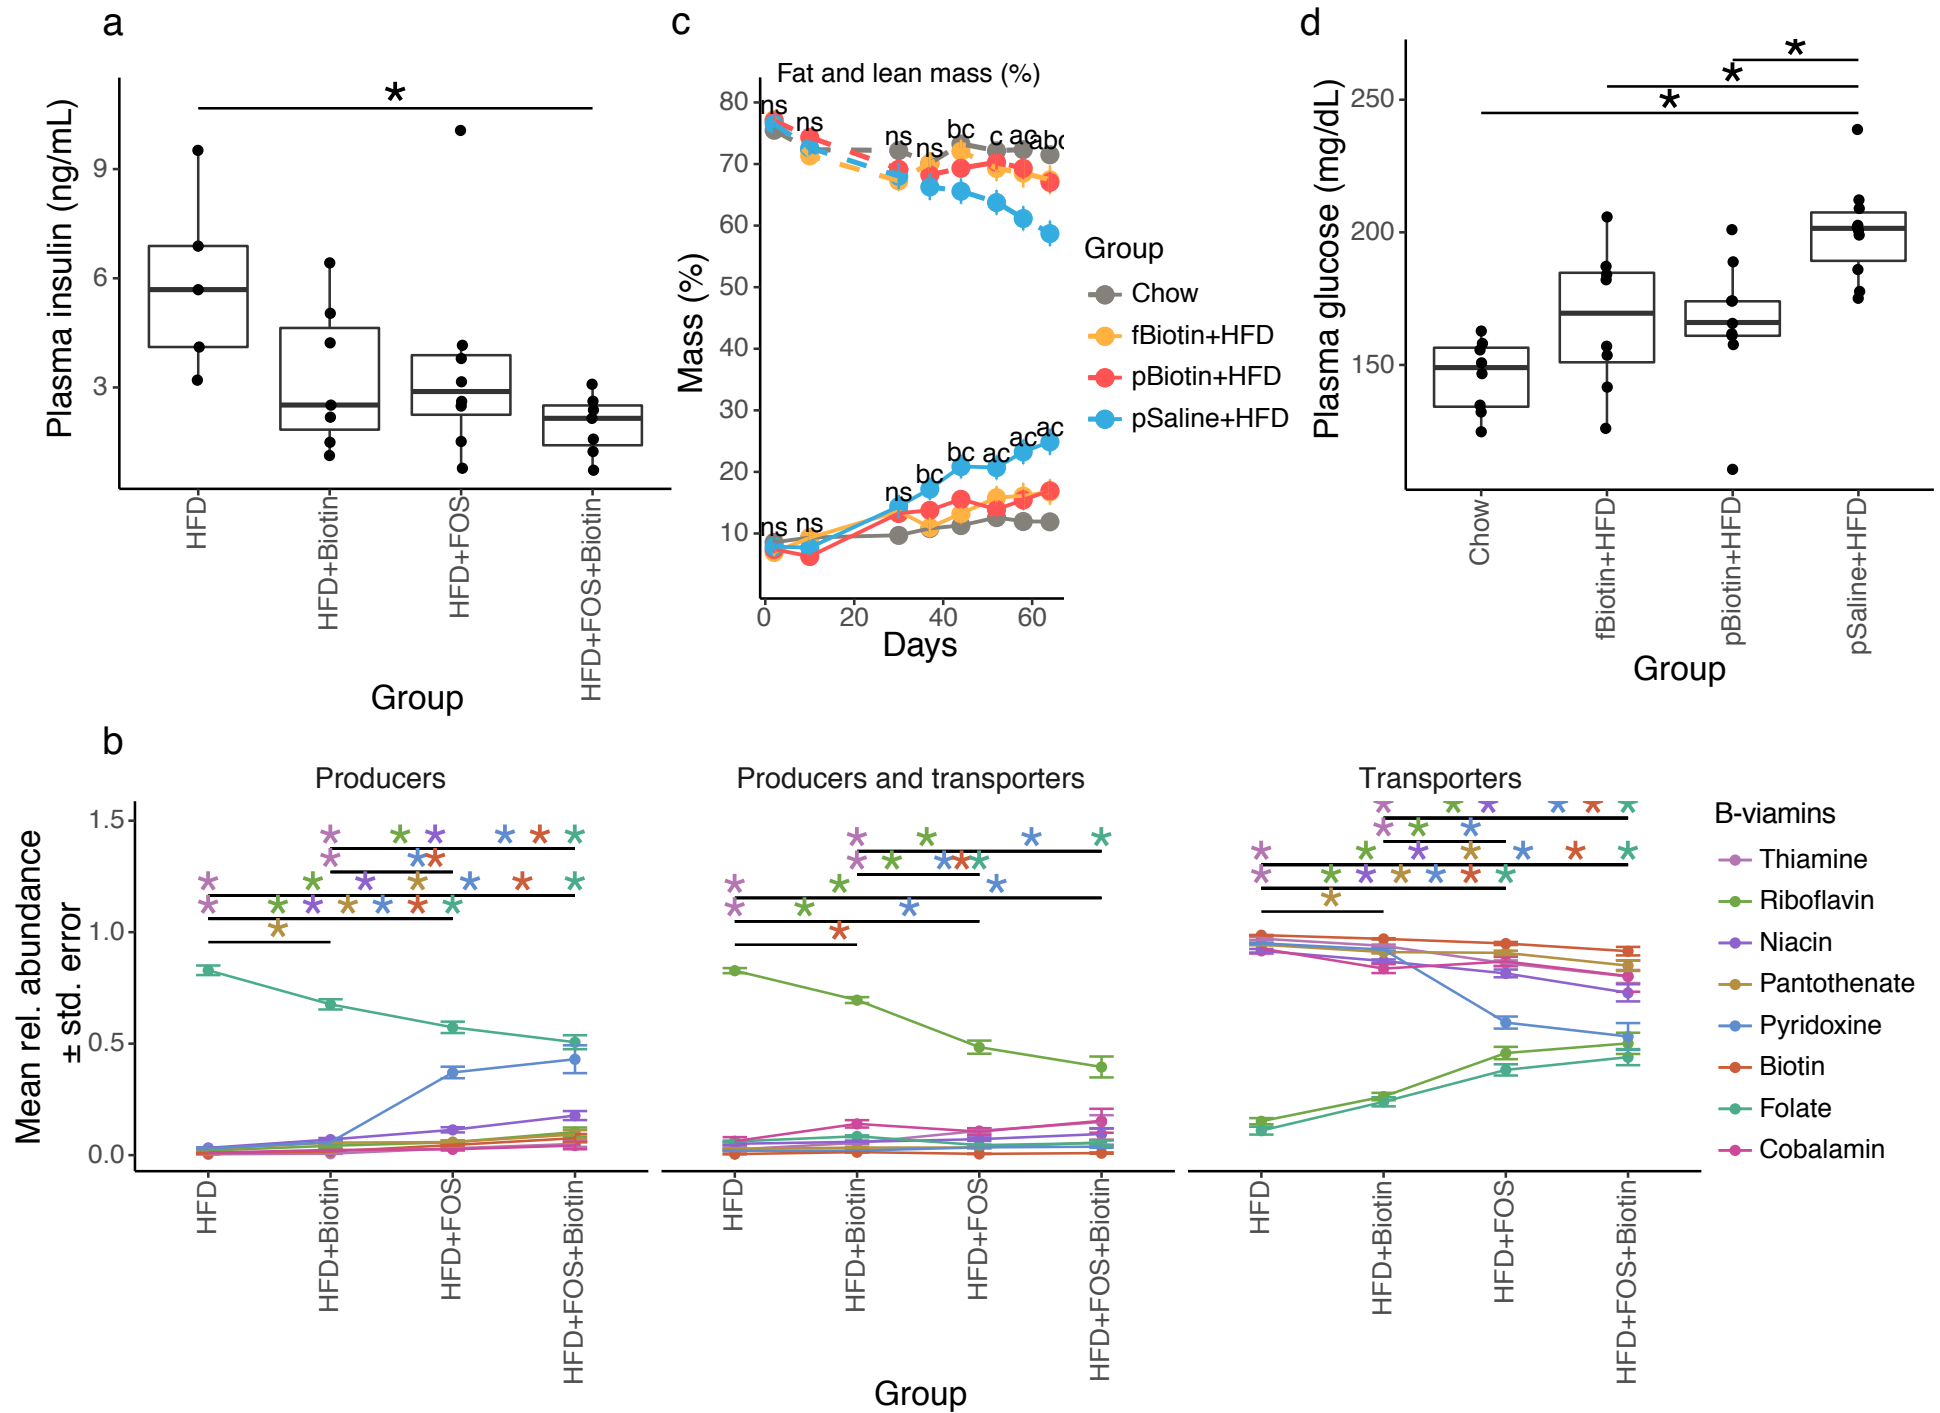 a
Plasma insulin (ng/mL)
9
6
3
*
HFD
HFD+Biotin
HFD+FOS
HFD+FOS+Biotin
Group
c
Fat and lean mass (%)
Mass (%)
80
70
60
50
40
30
20
10
ns
ns
ns
ns
bc
c
ac
abc
ns
ns
ns
bc
bc
ac
ac
ac
0
20
40
60
Days
Group
Chow
fBiotin+HFD
pBiotin+HFD
pSaline+HFD
d
Plasma glucose (mg/dL)
250
200
150
*
*
*
Chow
fBiotin+HFD
pBiotin+HFD
pSaline+HFD
Group
b
Mean rel. abundance
± std. error
1.5
1.0
0.5
0.0
Producers
* * * * * *
* * *
* * * * * * *
* * * * * * *
*
HFD
HFD+Biotin
HFD+FOS
HFD+FOS+Biotin
Producers and transporters
* * * *
* * * * *
* * *
* * *
*
HFD
HFD+Biotin
HFD+FOS
HFD+FOS+Biotin
Transporters
* * * * * *
* * *
* * * * * * *
* * * * * * *
*
HFD
HFD+Biotin
HFD+FOS
HFD+FOS+Biotin
Group
B-viamins
Thiamine
Riboflavin
Niacin
Pantothenate
Pyridoxine
Biotin
Folate
Cobalamin